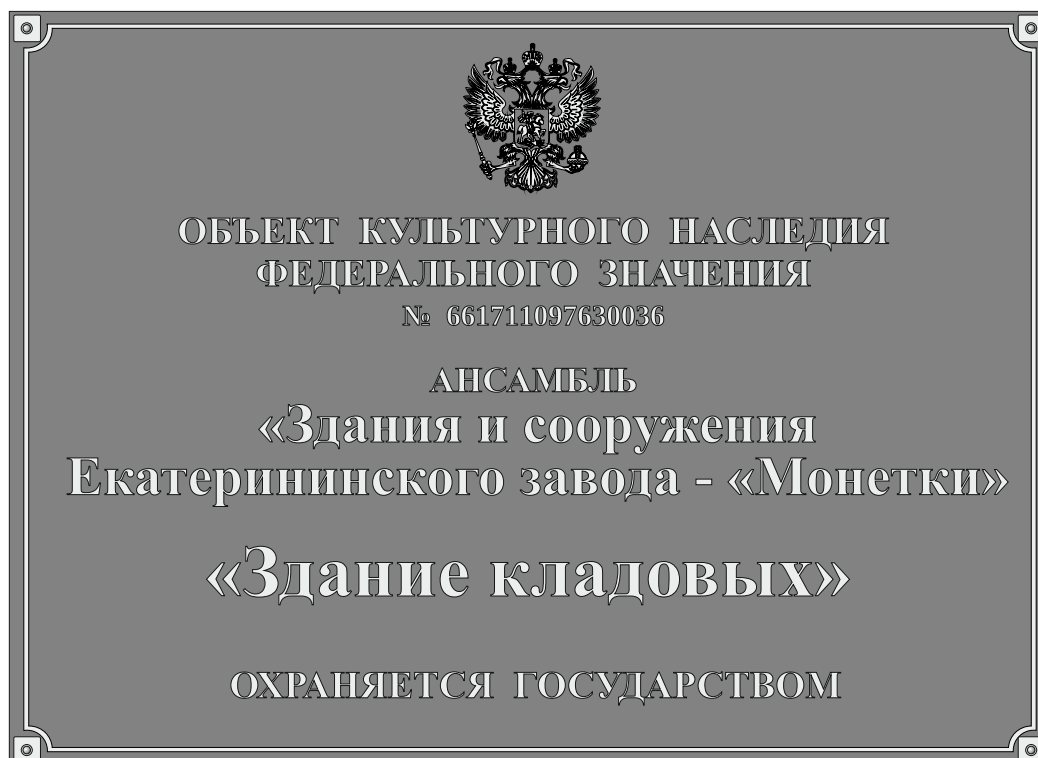 ОБЪЕКТ КУЛЬТУРНОГО НАСЛЕДИЯ
ФЕДЕРАЛЬНОГО ЗНАЧЕНИЯ
№ 661711097630036
АНСАМБЛЬ
«Здания и сооружения
Екатерининского завода - «Монетки»
«Здание кладовых»
ОХРАНЯЕТСЯ ГОСУДАРСТВОМ